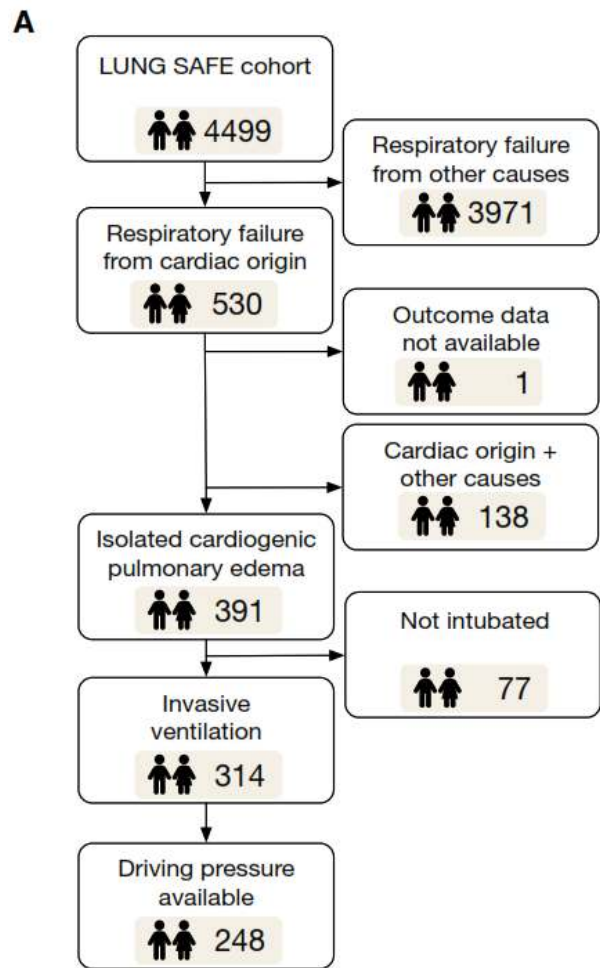 A
LUNG SAFE cohort
4499
Respiratory failure
from other causes
3971
Respiratory failure
from cardiac origin
530
Outcome data
not available
1
Cardiac origin +
other causes
138
Isolated cardiogenic
pulmonary edema
391
Not intubated
77
Invasive
ventilation
314
Driving pressure
available
248